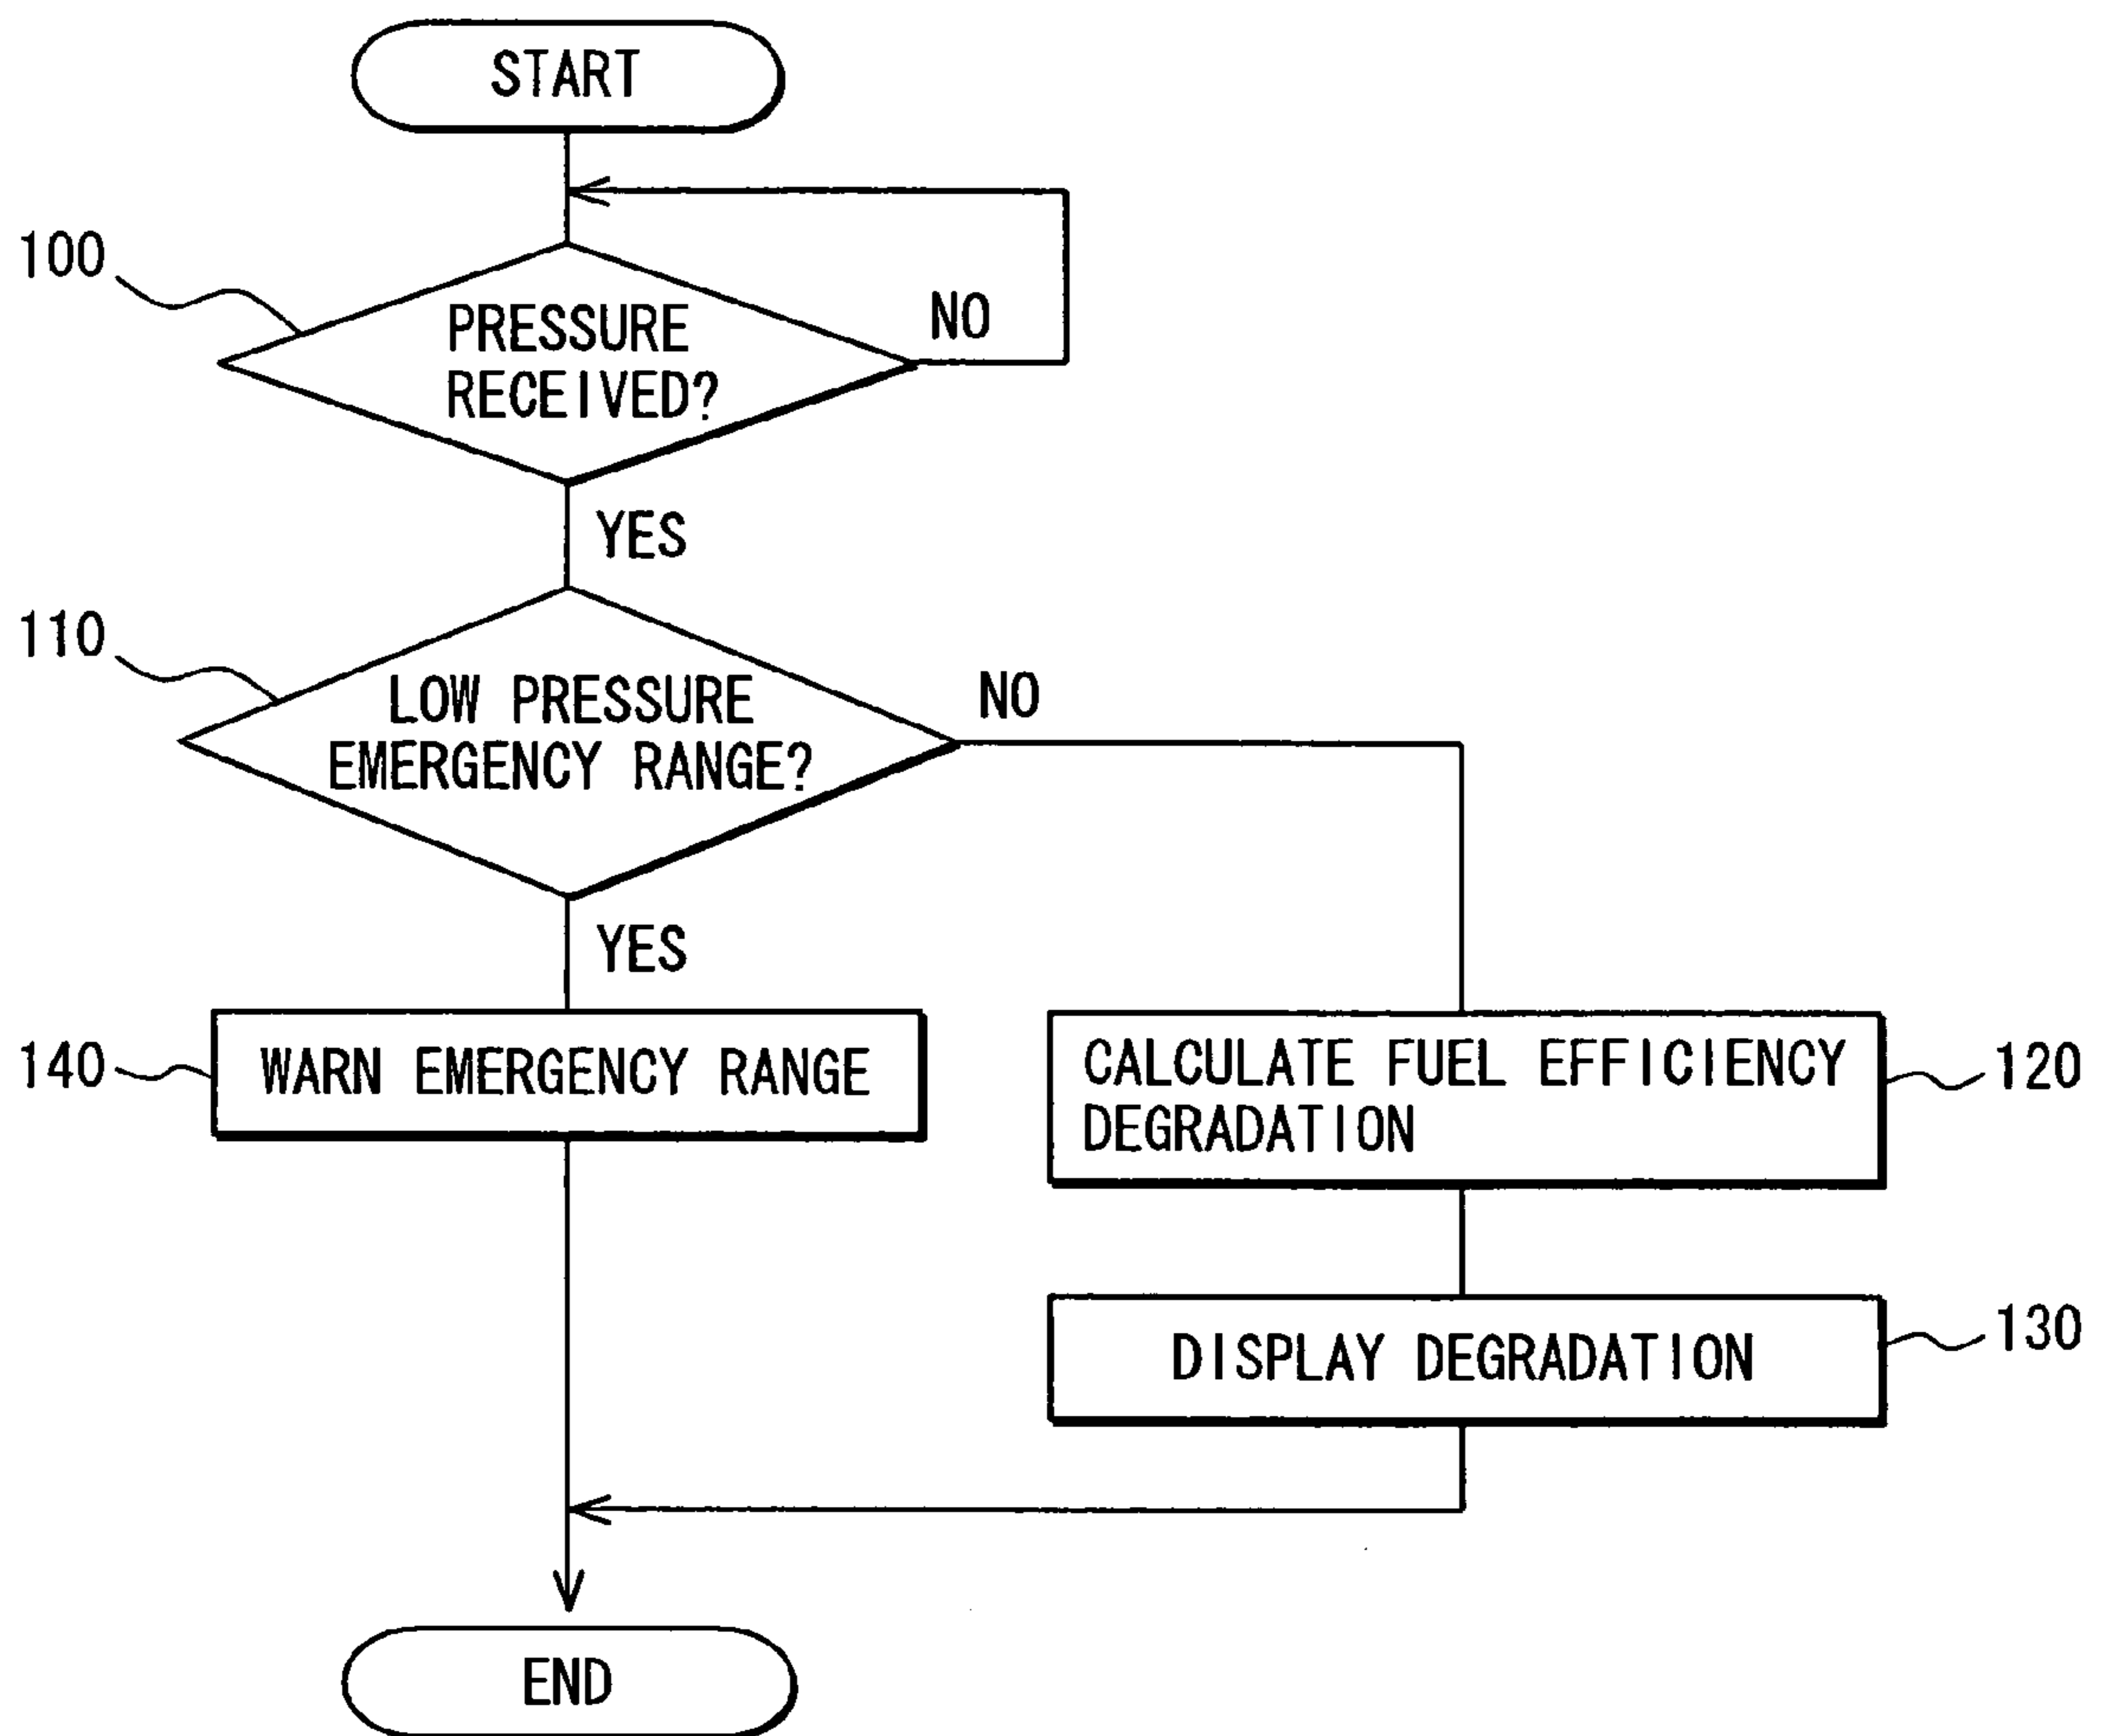 START
100
PRESSURE
RECEIVED?
NO
YES
110
LOW PRESSURE
EMERGENCY RANGE?
NO
YES
140
WARN EMERGENCY RANGE
CALCULATE FUEL EFFICIENCY
DEGRADATION
120
DISPLAY DEGRADATION
130
END